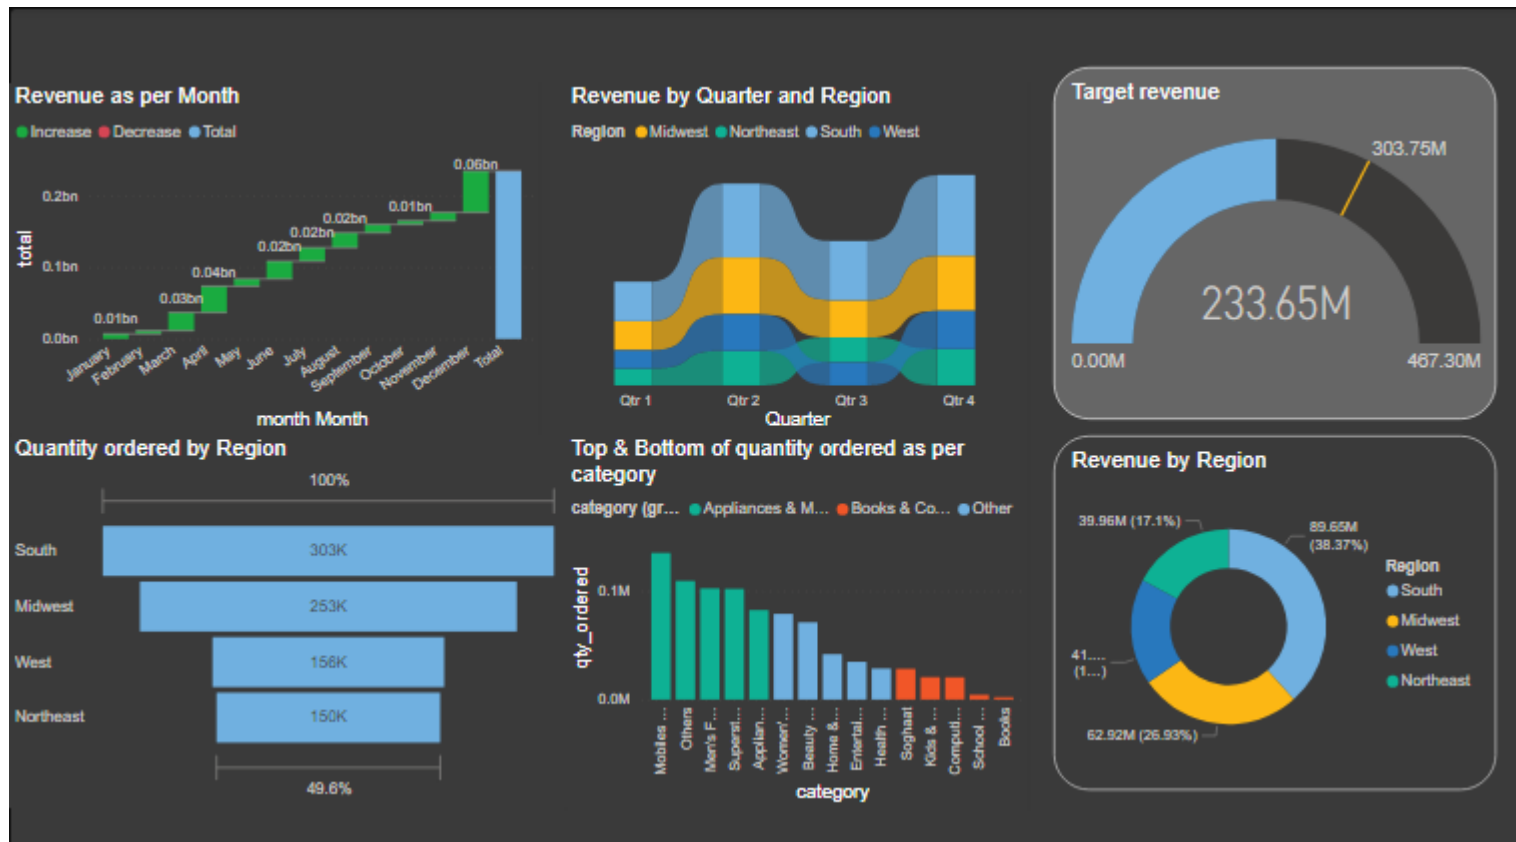 Revenue as per Month
Increase Decrease Total
0.2bn
0.1bn
0.0bn
total
0.01bn
0.03bn
0.04bn
0.02bn
0.02bn
0.02bn
0.01bn
0.06bn
January
February
March
April
May
June
July
August
September
October
November
December
Total
month Month
Revenue by Quarter and Region
Region Midwest Northeast South West
Qtr 1
Qtr 2
Qtr 3
Qtr 4
Quarter
Target revenue
303.75M
233.65M
0.00M
467.30M
Quantity ordered by Region
100%
South
303K
Midwest
253K
West
156K
Northeast
150K
49.6%
Top & Bottom of quantity ordered as per
category
category (gr... Appliances & M... Books & Co... Other
qty_ordered
0.1M
0.0M
Mobiles ...
Others
Men's F...
Superst...
Applian...
Women'...
Beauty ...
Home &...
Entertai...
Health ...
Soghaat
Kids & ...
Computi...
School ...
Books
category
Revenue by Region
39.96M (17.1%)
89.65M
(38.37%)
41....
(1...)
62.92M (26.93%)
Region
South
Midwest
West
Northeast